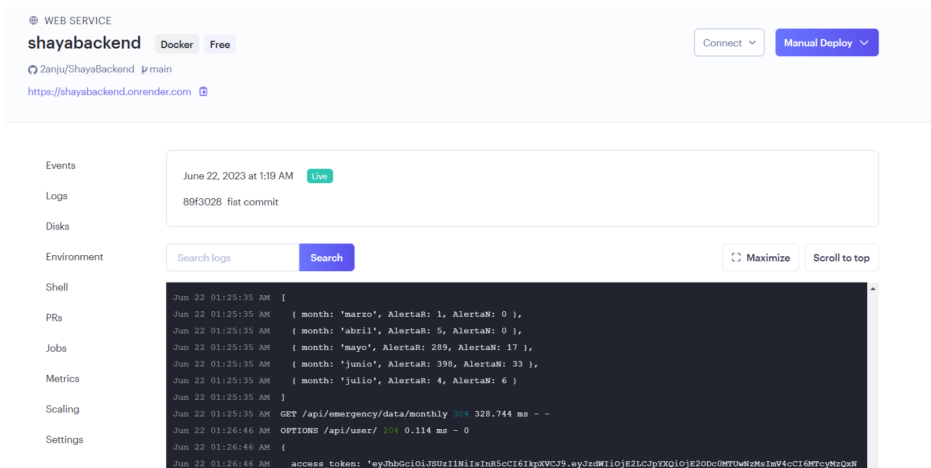 WEB SERVICE
shayabackend Docker Free
Connect Manual Deploy
2anju/ShayaBackend main
https://shayabackend.onrender.com
Events
Logs
Disks
Environment
Shell
PRs
Jobs
Metrics
Scaling
Settings
June 22, 2023 at 1:19 AM Live
89f3028 fist commit
Search logs Search Maximize Scroll to top
Jun 22 01:25:35 AM [
Jun 22 01:25:35 AM { month: 'marzo', AlertaR: 1, AlertaN: 0 },
Jun 22 01:25:35 AM { month: 'abril', AlertaR: 5, AlertaN: 0 },
Jun 22 01:25:35 AM { month: 'mayo', AlertaR: 289, AlertaN: 17 },
Jun 22 01:25:35 AM { month: 'junio', AlertaR: 398, AlertaN: 33 },
Jun 22 01:25:35 AM { month: 'julio', AlertaR: 4, AlertaN: 6 }
Jun 22 01:25:35 AM ]
Jun 22 01:25:35 AM GET /api/emergency/data/monthly 304 328.744 ms - -
Jun 22 01:26:46 AM OPTIONS /api/user/ 204 0.114 ms - 0
Jun 22 01:26:46 AM {
Jun 22 01:26:46 AM access_token: